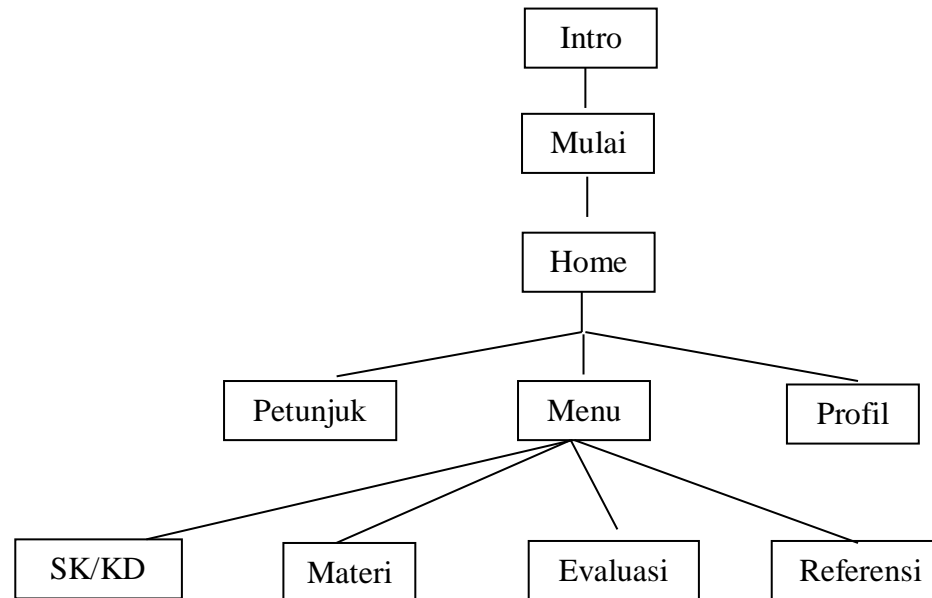 Intro
Mulai
Home
Petunjuk
Menu
Profil
SK/KD
Materi
Evaluasi
Referensi